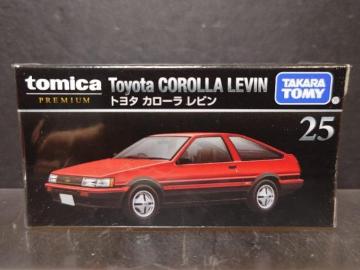 tomica
PREMIUM
Toyota COROLLA LEVIN
トヨタ カローラ レビン
TAKARA
TOMY
25